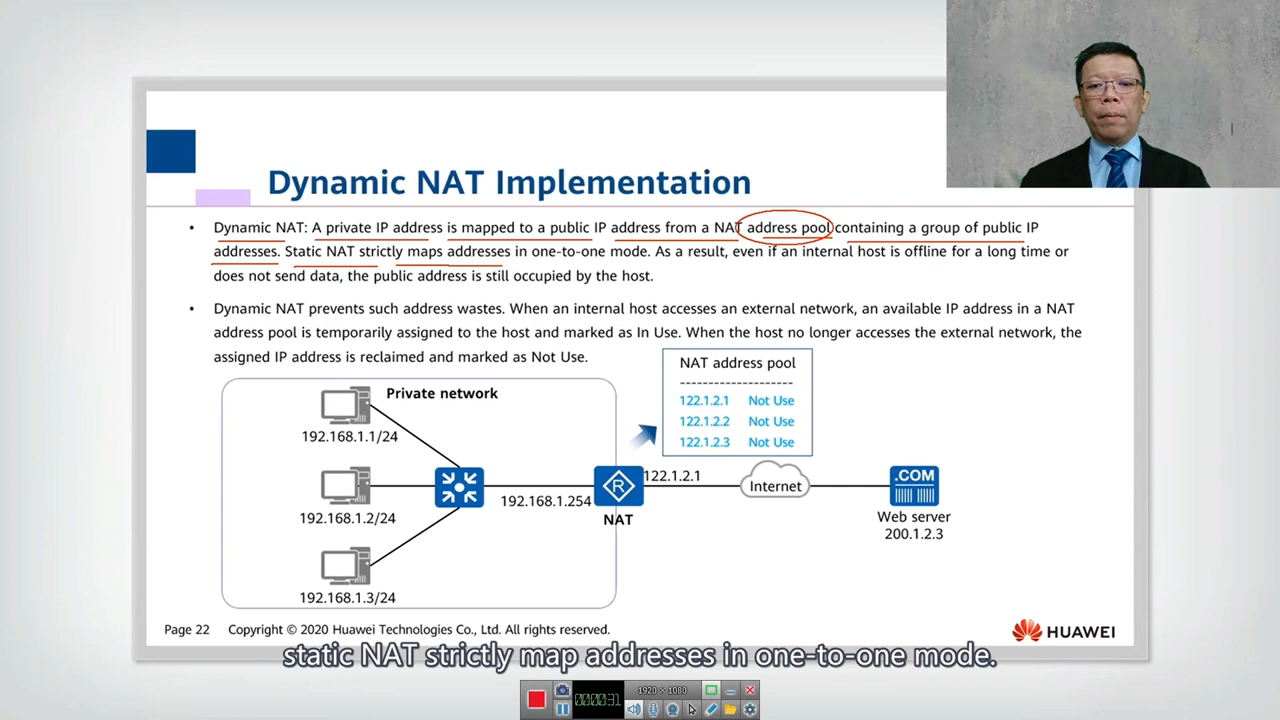 Dynamic NAT Implementation
• Dynamic NAT: A private IP address is mapped to a public IP address from a NAT address pool containing a group of public IP
addresses. Static NAT strictly maps addresses in one-to-one mode. As a result, even if an internal host is offline for a long time or
does not send data, the public address is still occupied by the host.
• Dynamic NAT prevents such address wastes. When an internal host accesses an external network, an available IP address in a NAT
address pool is temporarily assigned to the host and marked as In Use. When the host no longer accesses the external network, the
assigned IP address is reclaimed and marked as Not Use.
NAT address pool
--------------------
122.1.2.1 Not Use
122.1.2.2 Not Use
122.1.2.3 Not Use
Private network
192.168.1.1/24
192.168.1.2/24
192.168.1.3/24
192.168.1.254
R
NAT
122.1.2.1
Internet
.COM
Web server
200.1.2.3
Page 22 Copyright © 2020 Huawei Technologies Co., Ltd. All rights reserved.
HUAWEI
static NAT strictly map addresses in one-to-one mode.
1920 × 1080
00:00:31